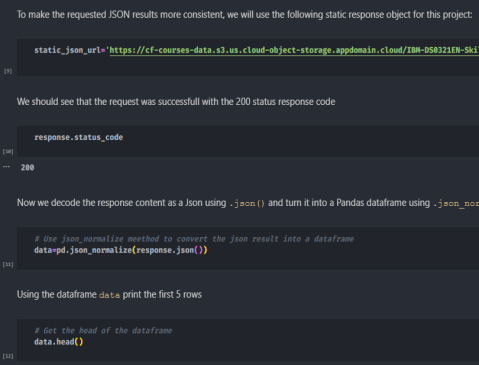 To make the requested JSON results more consistent, we will use the following static response object for this project:
static_json_url='https://cf-courses-data.s3.us.cloud-object-storage.appdomain.cloud/IBM-DS0321EN-Ski
[9]
We should see that the request was successfull with the 200 status response code
response.status_code
[10]
... 200
Now we decode the response content as a Json using .json() and turn it into a Pandas dataframe using .json_nor
# Use json_normalize meethod to convert the json result into a dataframe
data=pd.json_normalize(response.json())
[11]
Using the dataframe data print the first 5 rows
# Get the head of the dataframe
data.head()
[12]